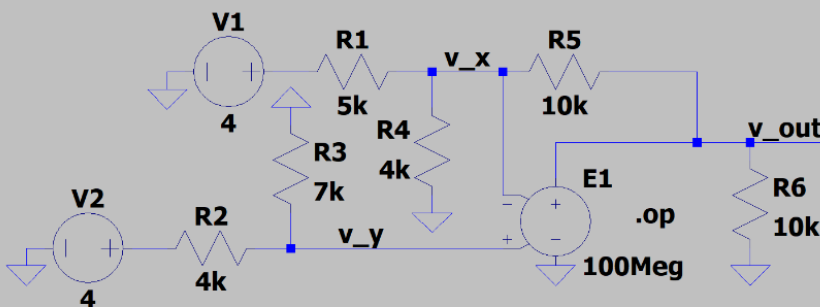 V1
4
R1
5k
v_x
R5
10k
R4
4k
R3
7k
V2
4
R2
4k
v_y
-
+
+
-
E1
100Meg
.op
v_out
R6
10k